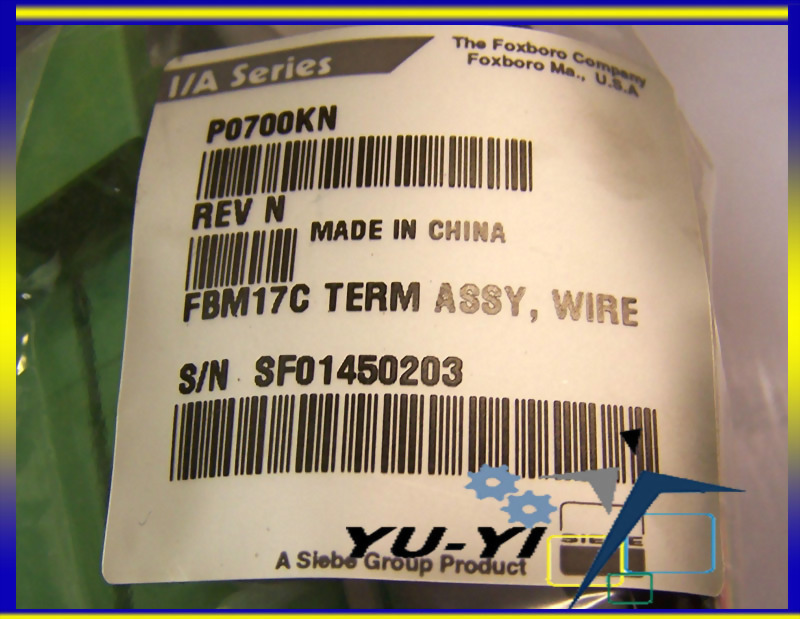 I/A Series
The Foxboro Company
Foxboro Ma., U.S.A
P0700KN
REV N
MADE IN CHINA
FBM17C TERM ASSY, WIRE
S/N SF01450203
YU-YI
SIEBE
A Siebe Group Product